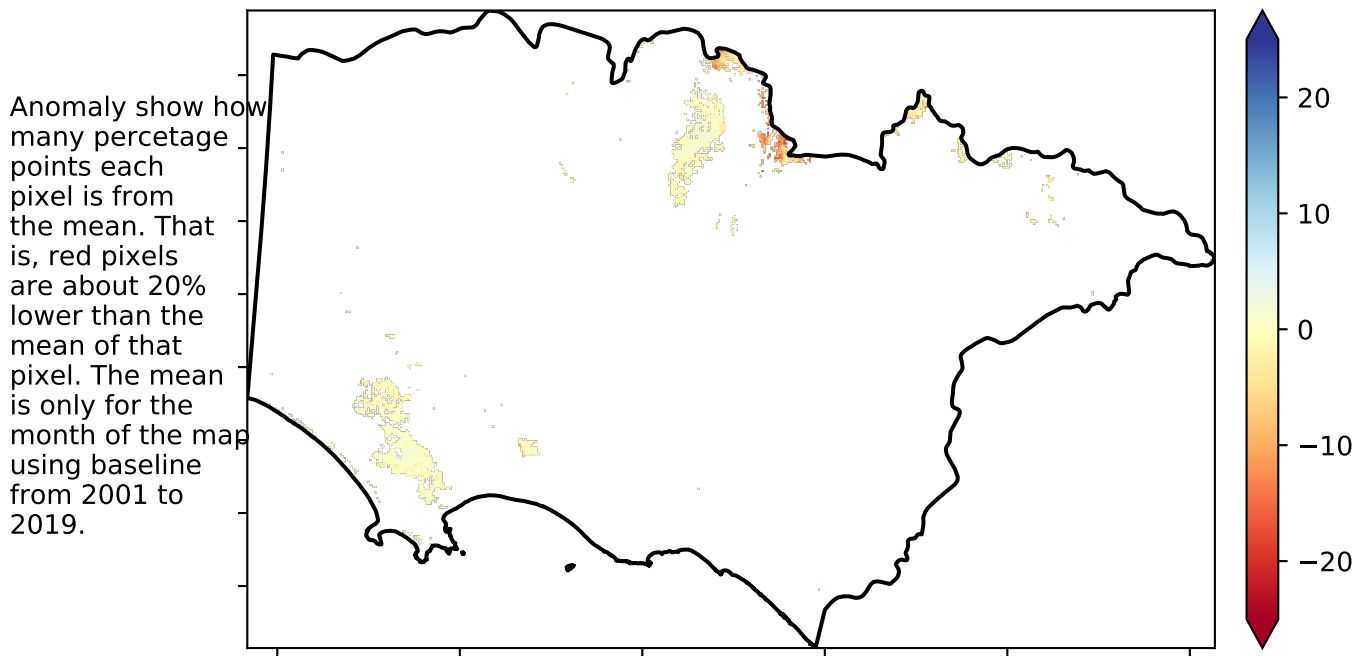 Anomaly show how
many percetage
points each
pixel is from
the mean. That
is, red pixels
are about 20%
lower than the
mean of that
pixel. The mean
is only for the
month of the map
using baseline
from 2001 to
2019.
20
10
0
−10
−20